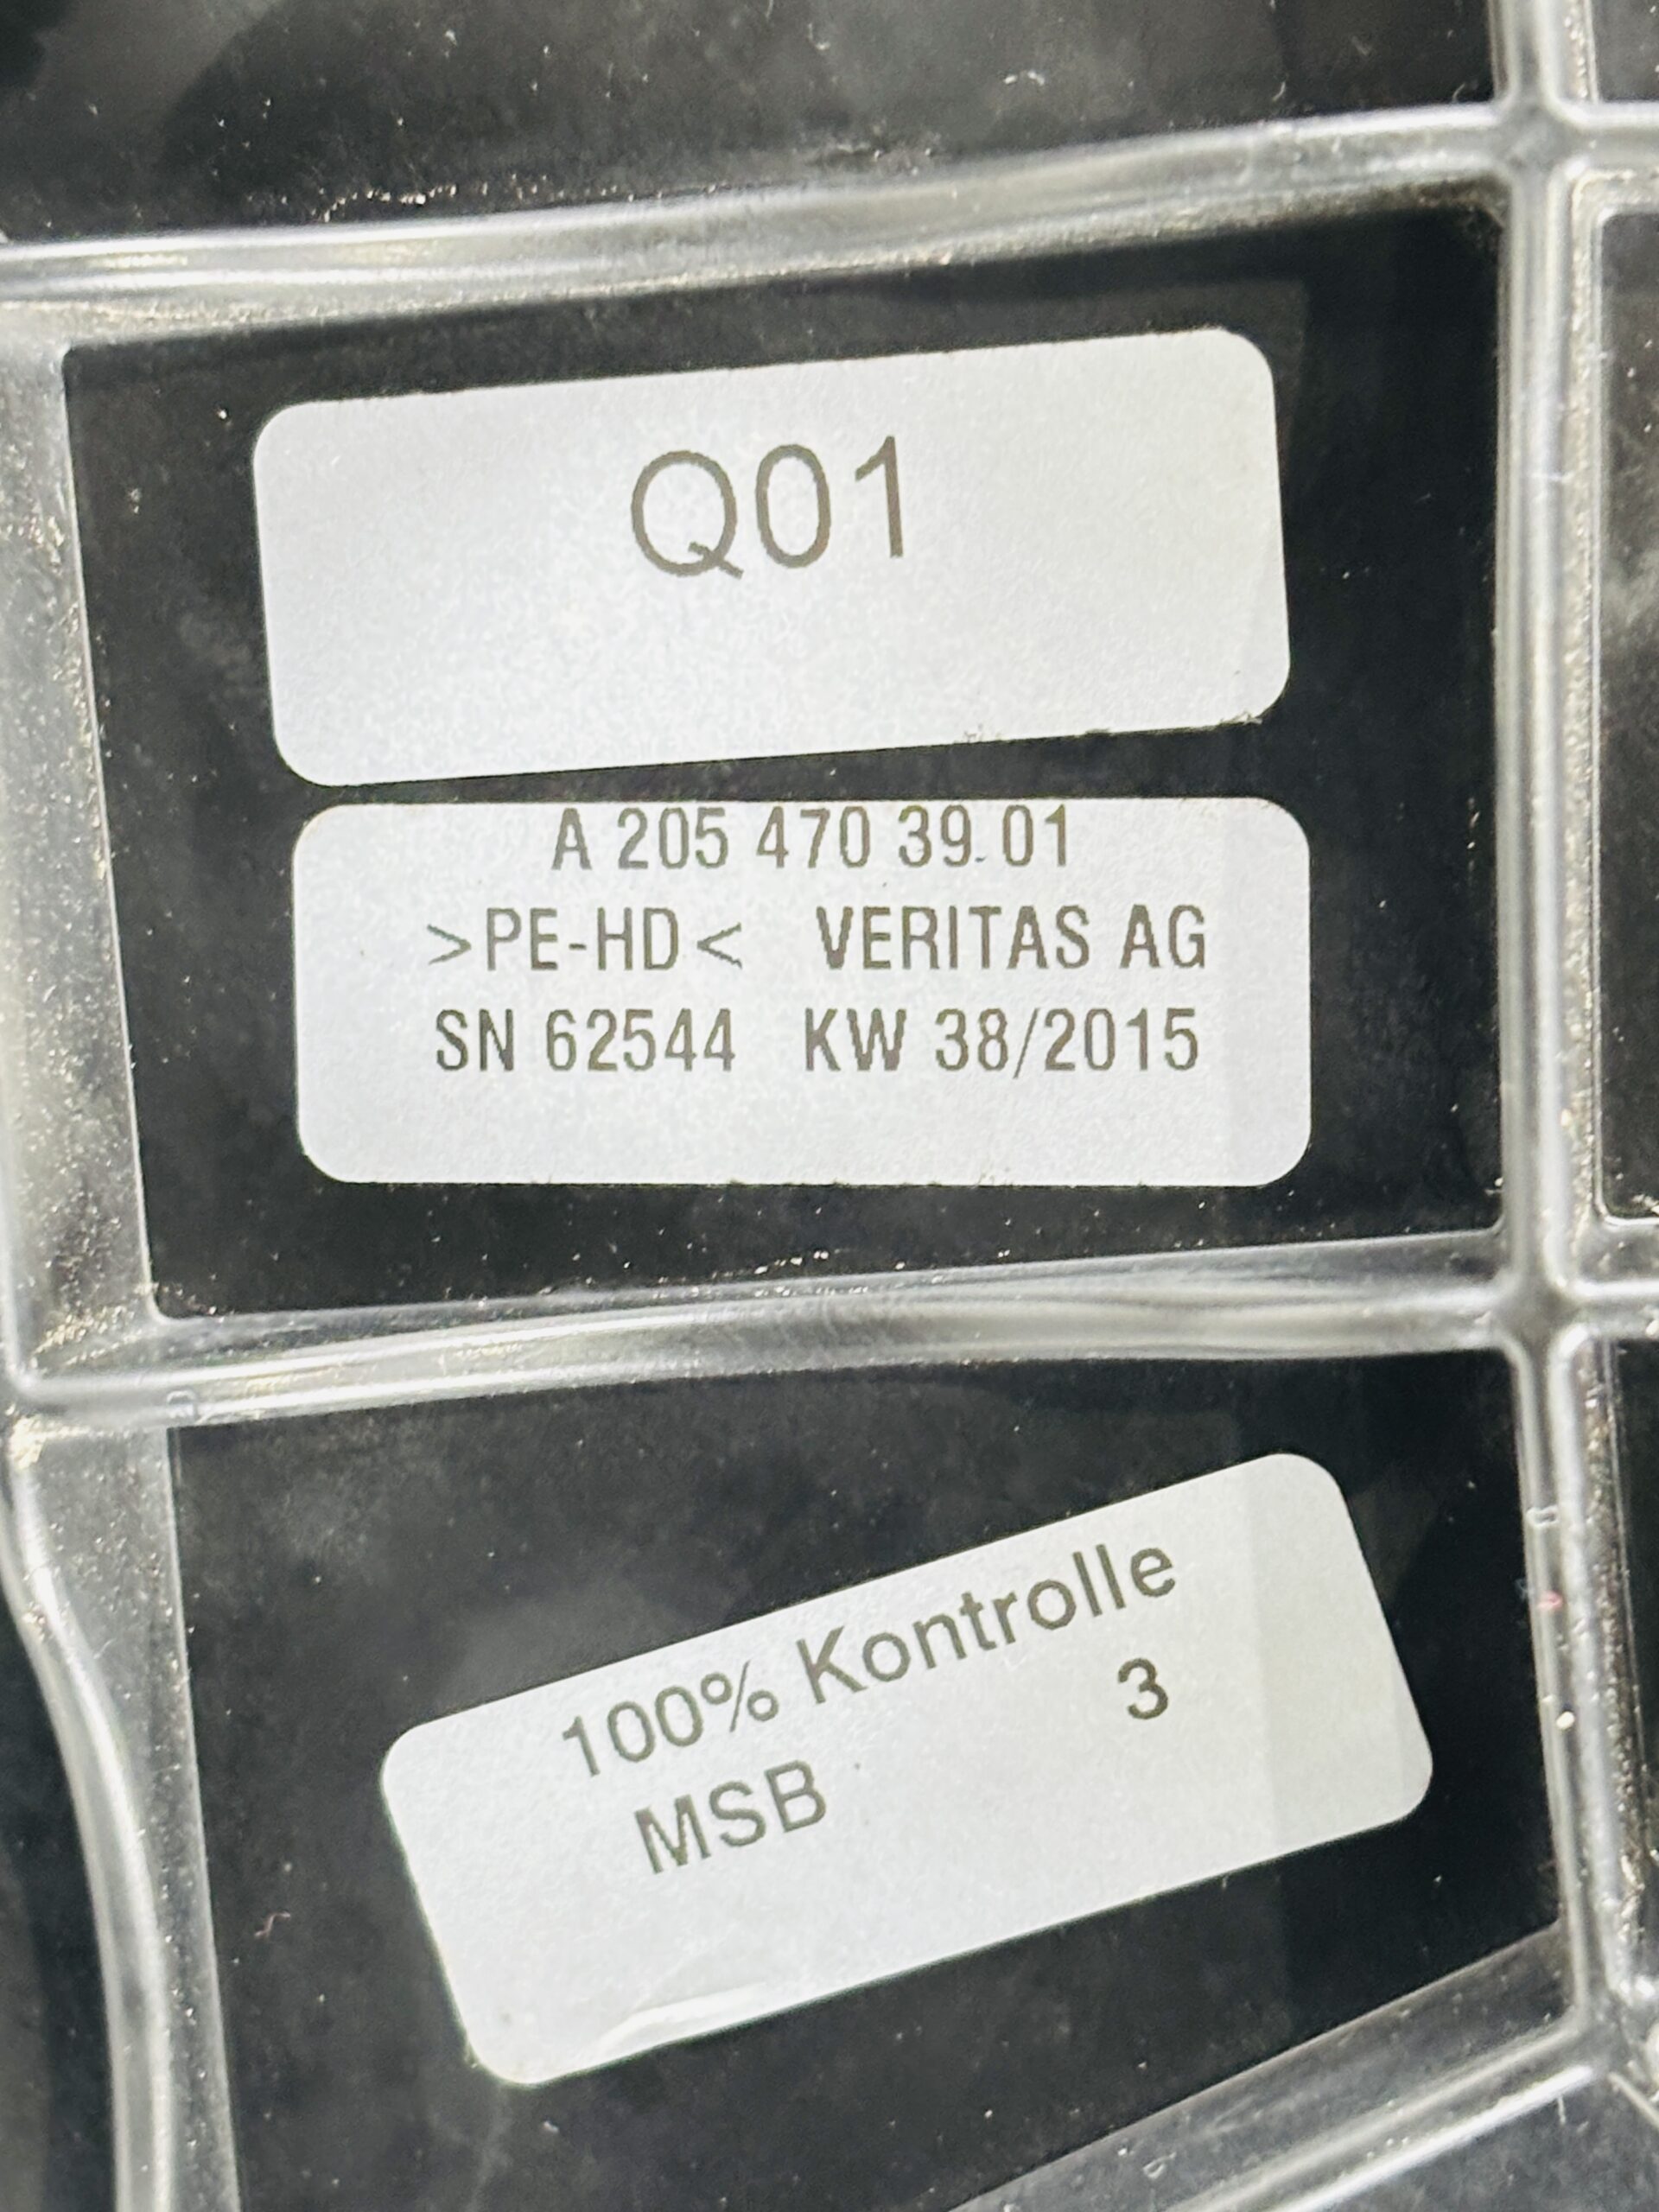 Q01
A 205 470 39 01
>PE-HD< VERITAS AG
SN 62544 KW 38/2015
100% Kontrolle
MSB 3